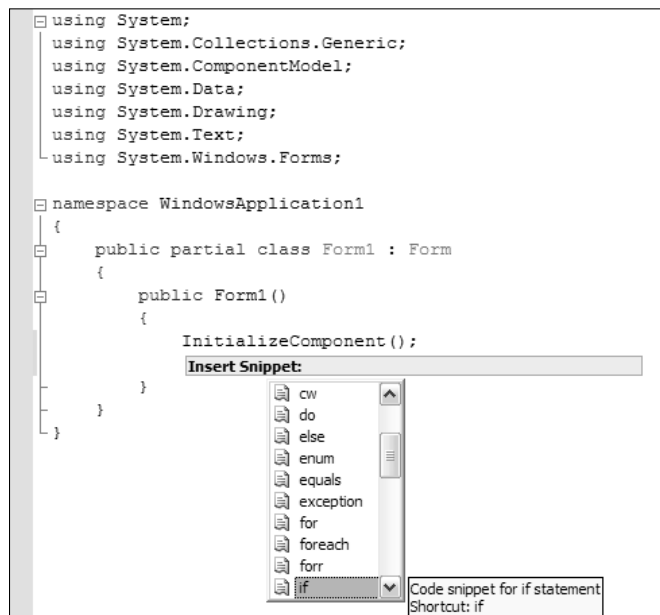 using System;
using System.Collections.Generic;
using System.ComponentModel;
using System.Data;
using System.Drawing;
using System.Text;
using System.Windows.Forms;
namespace WindowsApplication1
{
public partial class Form1 : Form
{
public Form1()
{
InitializeComponent();
Insert Snippet:
}
}
}
cw
do
else
enum
equals
exception
for
foreach
forr
if
Code snippet for if statement
Shortcut: if